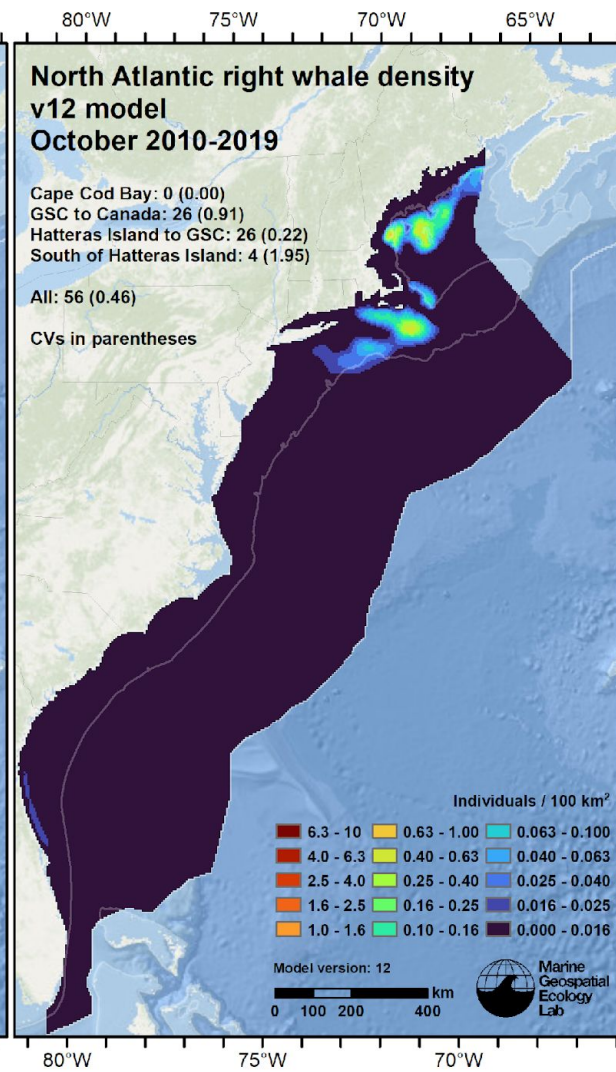 80°W 75°W 70°W 65°W
North Atlantic right whale density
v12 model
October 2010-2019
Cape Cod Bay: 0 (0.00)
GSC to Canada: 26 (0.91)
Hatteras Island to GSC: 26 (0.22)
South of Hatteras Island: 4 (1.95)
All: 56 (0.46)
CVs in parentheses
Individuals / 100 km²
6.3 - 10 0.63 - 1.00 0.063 - 0.100
4.0 - 6.3 0.40 - 0.63 0.040 - 0.063
2.5 - 4.0 0.25 - 0.40 0.025 - 0.040
1.6 - 2.5 0.16 - 0.25 0.016 - 0.025
1.0 - 1.6 0.10 - 0.16 0.000 - 0.016
Model version: 12
km
0 100 200 400
Marine
Geospatial
Ecology
Lab
80°W 75°W 70°W